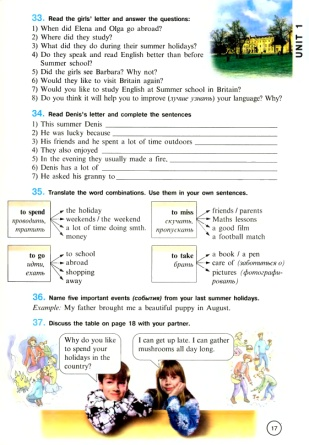 33. Read the girls' letter and answer the questions:
1) When did Elena and Olga go abroad?
2) Where did they study?
3) What did they do during their summer holidays?
4) Do they speak and read English better than before
Summer school?
5) Did the girls see Barbara? Why not?
6) Would they like to visit Britain again?
7) Would you like to study English at Summer school in Britain?
8) Do you think it will help you to improve (лучше узнать) your language? Why?
UNIT 1
34. Read Denis's letter and complete the sentences
1) This summer Denis
2) He was lucky because
3) His friends and he spent a lot of time outdoors
4) They also enjoyed
5) In the evening they usually made a fire,
6) Denis has a lot of
7) He asked his granny to
35. Translate the word combinations. Use them in your own sentences.
to spend
проводить,
тратить
the holiday
weekends / the weekend
a lot of time doing smth.
money
to miss
скучать,
пропускать
friends / parents
Maths lessons
a good film
a football match
to go
идти,
ехать
to school
abroad
shopping
away
to take
брать
a book / a pen
care of (заботиться о)
pictures (фотографи-
ровать)
36. Name five important events (события) from your last summer holidays.
Example: My father brought me a beautiful puppy in August.
37. Discuss the table on page 18 with your partner.
Why do you like
to spend your
holidays in the
country?
I can get up late. I can gather
mushrooms all day long.
17